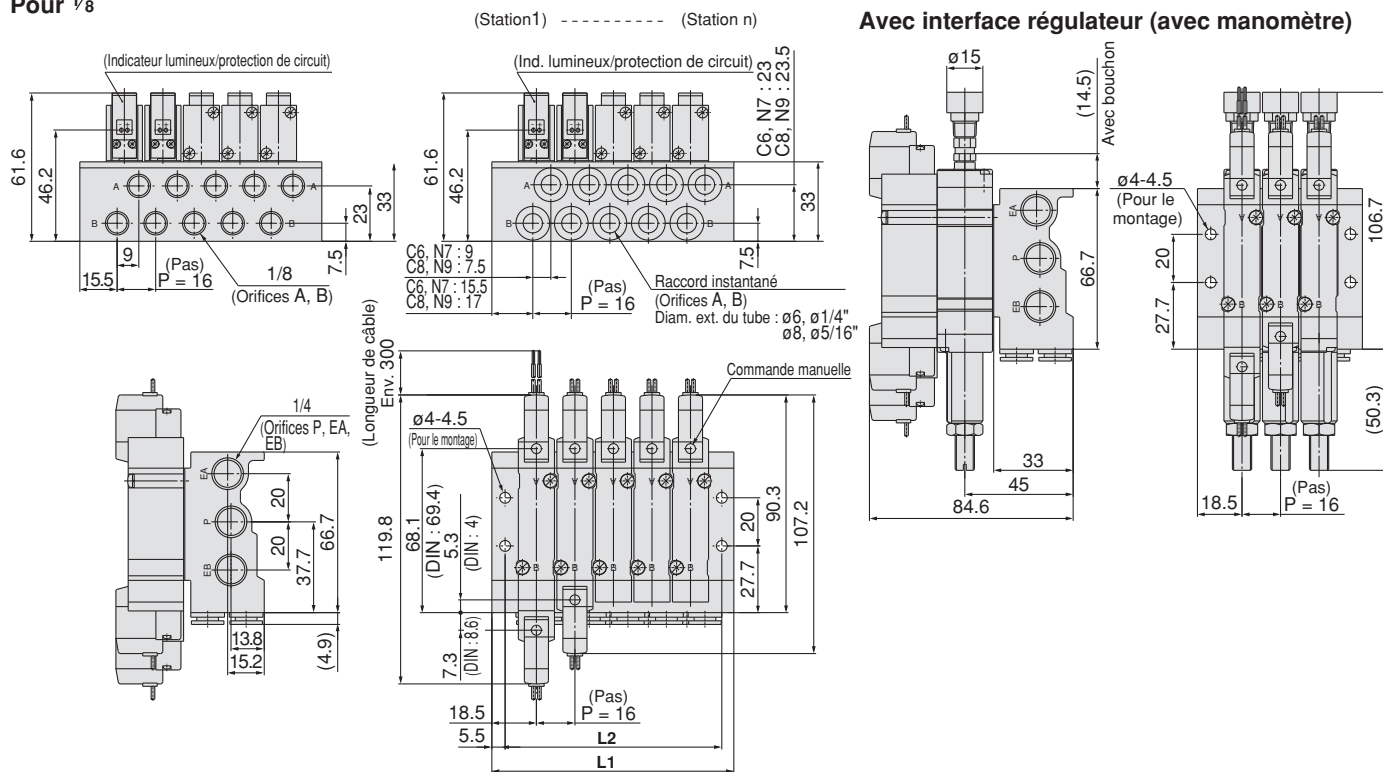 Pour 1/8
(Station1) ----------- (Station n)
Avec interface régulateur (avec manomètre)
(Indicateur lumineux/protection de circuit)
61.6
46.2
A
A
B
B
9
15.5
(Pas)
P = 16
1/8
(Orifices A, B)
7.5
23
33
(Ind. lumineux/protection de circuit)
C6, N7 : 23
C8, N9 : 23.5
61.6
46.2
A
A
B
B
33
7.5
C6, N7 : 9
C8, N9 : 7.5
C6, N7 : 15.5
C8, N9 : 17
(Pas)
P = 16
Raccord instantané
(Orifices A, B)
Diam. ext. du tube : ø6, ø1/4"
ø8, ø5/16"
ø15
(14.5)
Avec bouchon
EA
P
EB
66.7
33
45
84.6
ø4-4.5
(Pour le
montage)
20
27.7
V
V
B
B
B
106.7
(50.3)
18.5
(Pas)
P = 16
1/4
(Orifices P, EA,
EB)
EA
P
EB
20
20
37.7
66.7
13.8
15.2
(4.9)
(Longueur de câble)
Env. 300
Commande manuelle
ø4-4.5
(Pour le montage)
119.8
68.1
(DIN : 69.4)
5.3
(DIN : 4)
7.3
(DIN : 8.6)
V
V
V
V
B
B
B
B
B
20
27.7
90.3
107.2
18.5
(Pas)
P = 16
5.5
L2
L1